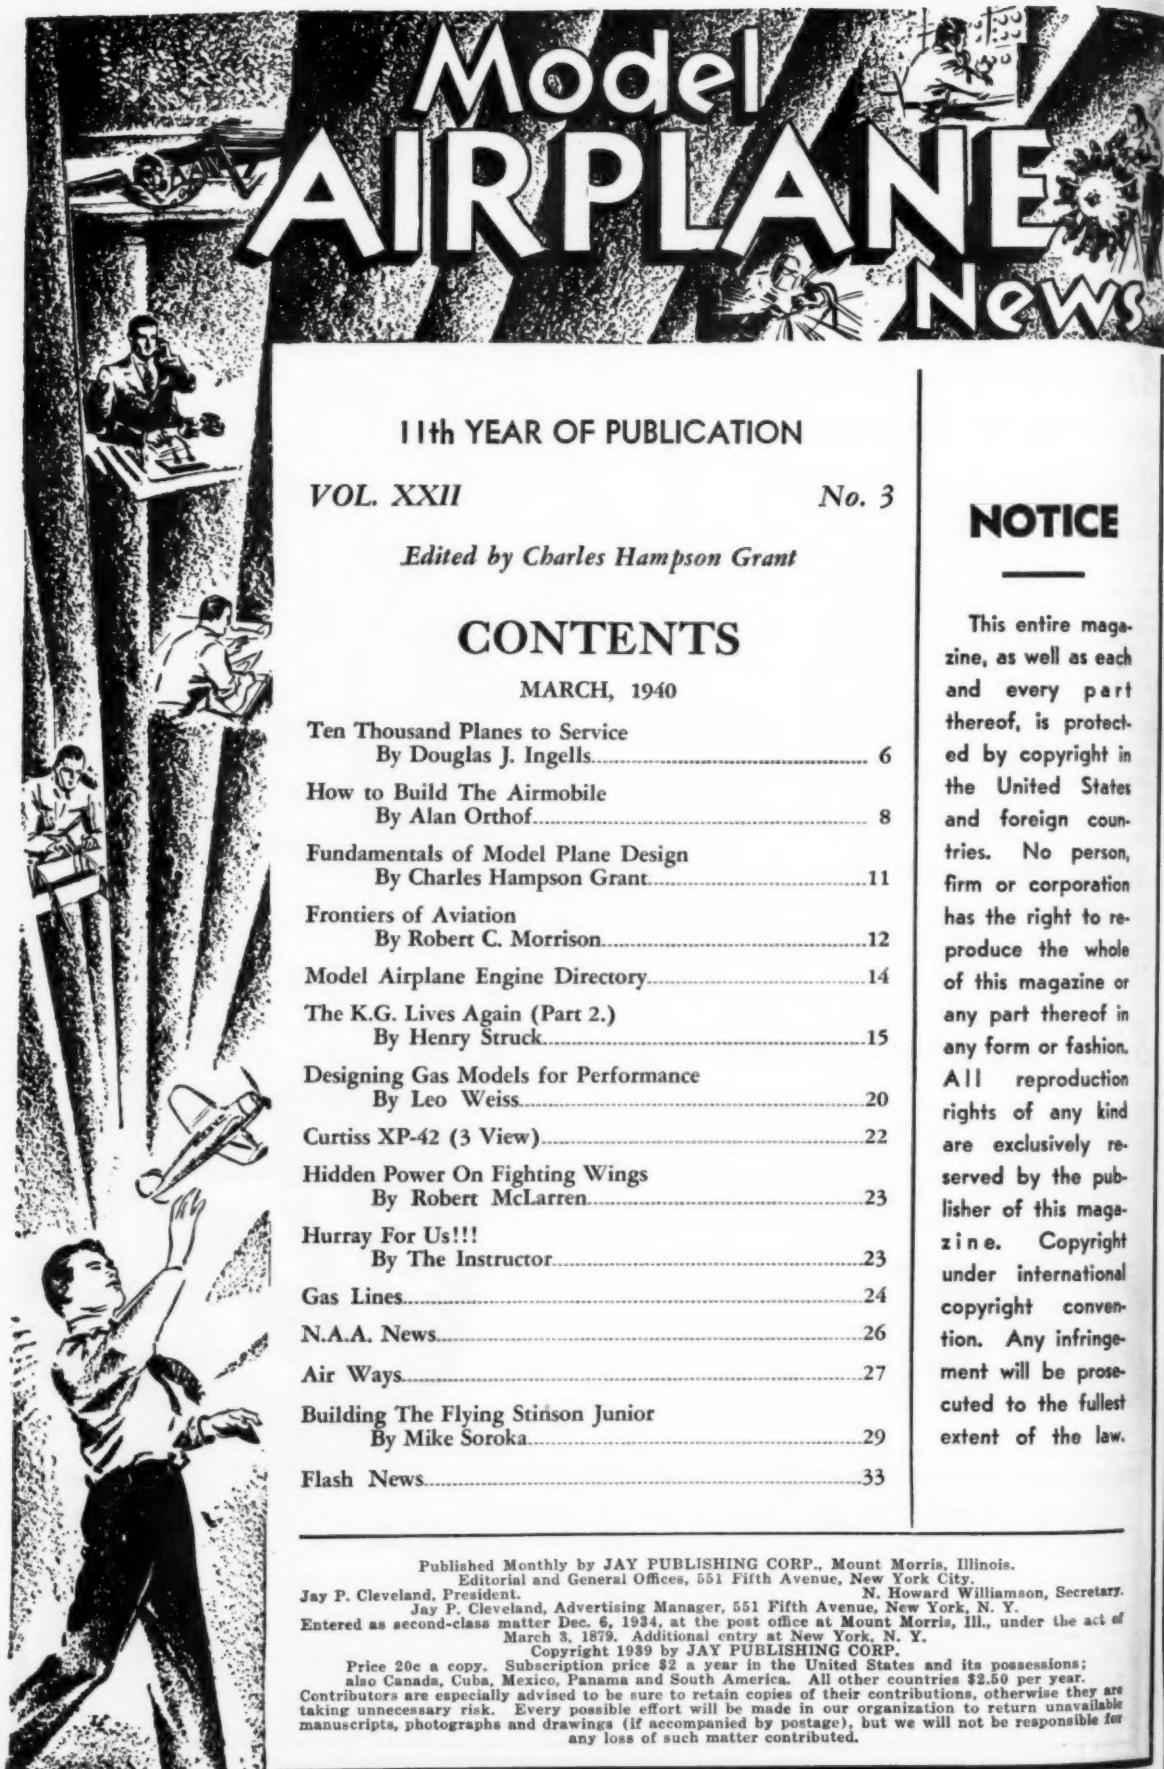 Model
AIRPLANE
News
11th YEAR OF PUBLICATION
VOL. XXII No. 3
Edited by Charles Hampson Grant
CONTENTS
MARCH, 1940
Ten Thousand Planes to Service
By Douglas J. Ingells 6
How to Build The Airmobile
By Alan Orthof 8
Fundamentals of Model Plane Design
By Charles Hampson Grant 11
Frontiers of Aviation
By Robert C. Morrison 12
Model Airplane Engine Directory 14
The K.G. Lives Again (Part 2.)
By Henry Struck 15
Designing Gas Models for Performance
By Leo Weiss 20
Curtiss XP-42 (3 View) 22
Hidden Power On Fighting Wings
By Robert McLarren 23
Hurray For Us!!!
By The Instructor 23
Gas Lines 24
N.A.A. News 26
Air Ways 27
Building The Flying Stinson Junior
By Mike Soroka 29
Flash News 33
NOTICE
This entire maga-
zine, as well as each
and every part
thereof, is protect-
ed by copyright in
the United States
and foreign coun-
tries. No person,
firm or corporation
has the right to re-
produce the whole
of this magazine or
any part thereof in
any form or fashion.
All reproduction
rights of any kind
are exclusively re-
served by the pub-
lisher of this maga-
zine. Copyright
under international
copyright conven-
tion. Any infringe-
ment will be prose-
cuted to the fullest
extent of the law.
Published Monthly by JAY PUBLISHING CORP., Mount Morris, Illinois.
Editorial and General Offices, 551 Fifth Avenue, New York City.
Jay P. Cleveland, President. N. Howard Williamson, Secretary.
Jay P. Cleveland, Advertising Manager, 551 Fifth Avenue, New York, N. Y.
Entered as second-class matter Dec. 6, 1934, at the post office at Mount Morris, Ill., under the act of
March 3, 1879. Additional entry at New York, N. Y.
Copyright 1939 by JAY PUBLISHING CORP.
Price 20c a copy. Subscription price $2 a year in the United States and its possessions;
also Canada, Cuba, Mexico, Panama and South America. All other countries $2.50 per year.
Contributors are especially advised to be sure to retain copies of their contributions, otherwise they are
taking unnecessary risk. Every possible effort will be made in our organization to return unavailable
manuscripts, photographs and drawings (if accompanied by postage), but we will not be responsible for
any loss of such matter contributed.